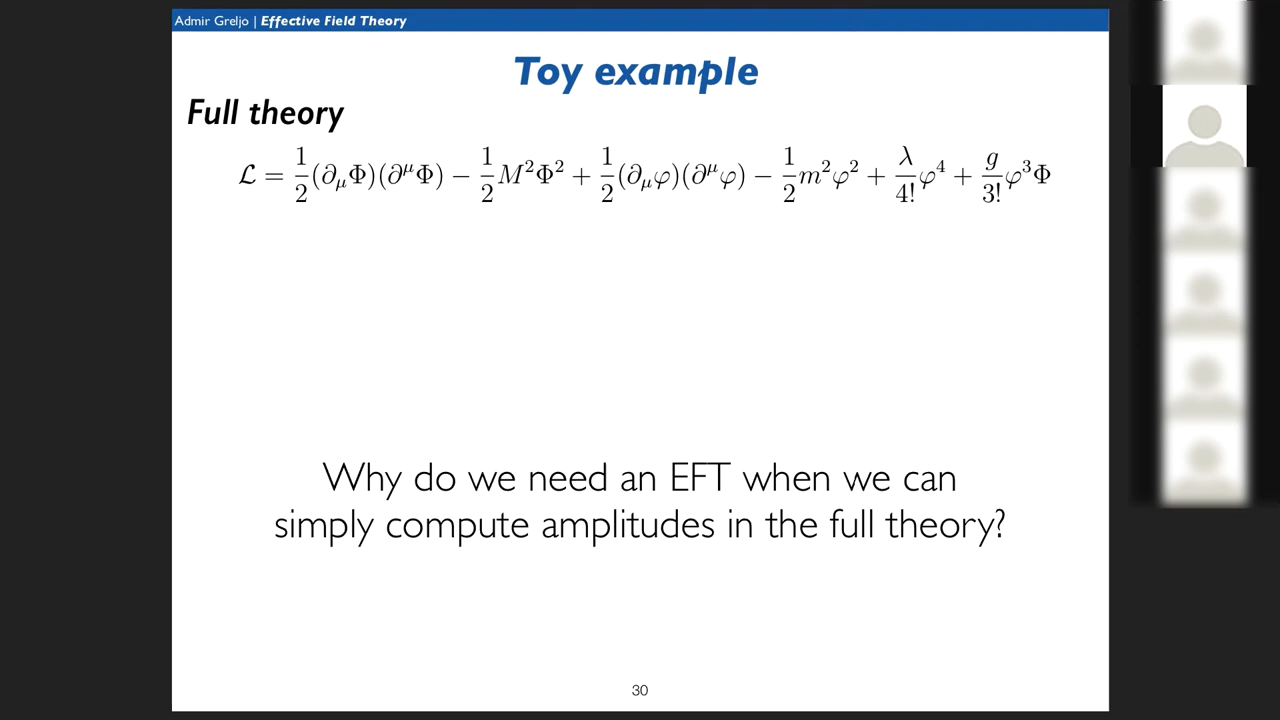 Admir Greljo | Effective Field Theory
Toy example
Full theory
ℒ = 1/2 (∂_μΦ)(∂^μΦ) − 1/2 M²Φ² + 1/2 (∂_μφ)(∂^μφ) − 1/2 m²φ² + λ/4! φ⁴ + g/3! φ³Φ
Why do we need an EFT when we can
simply compute amplitudes in the full theory?
30